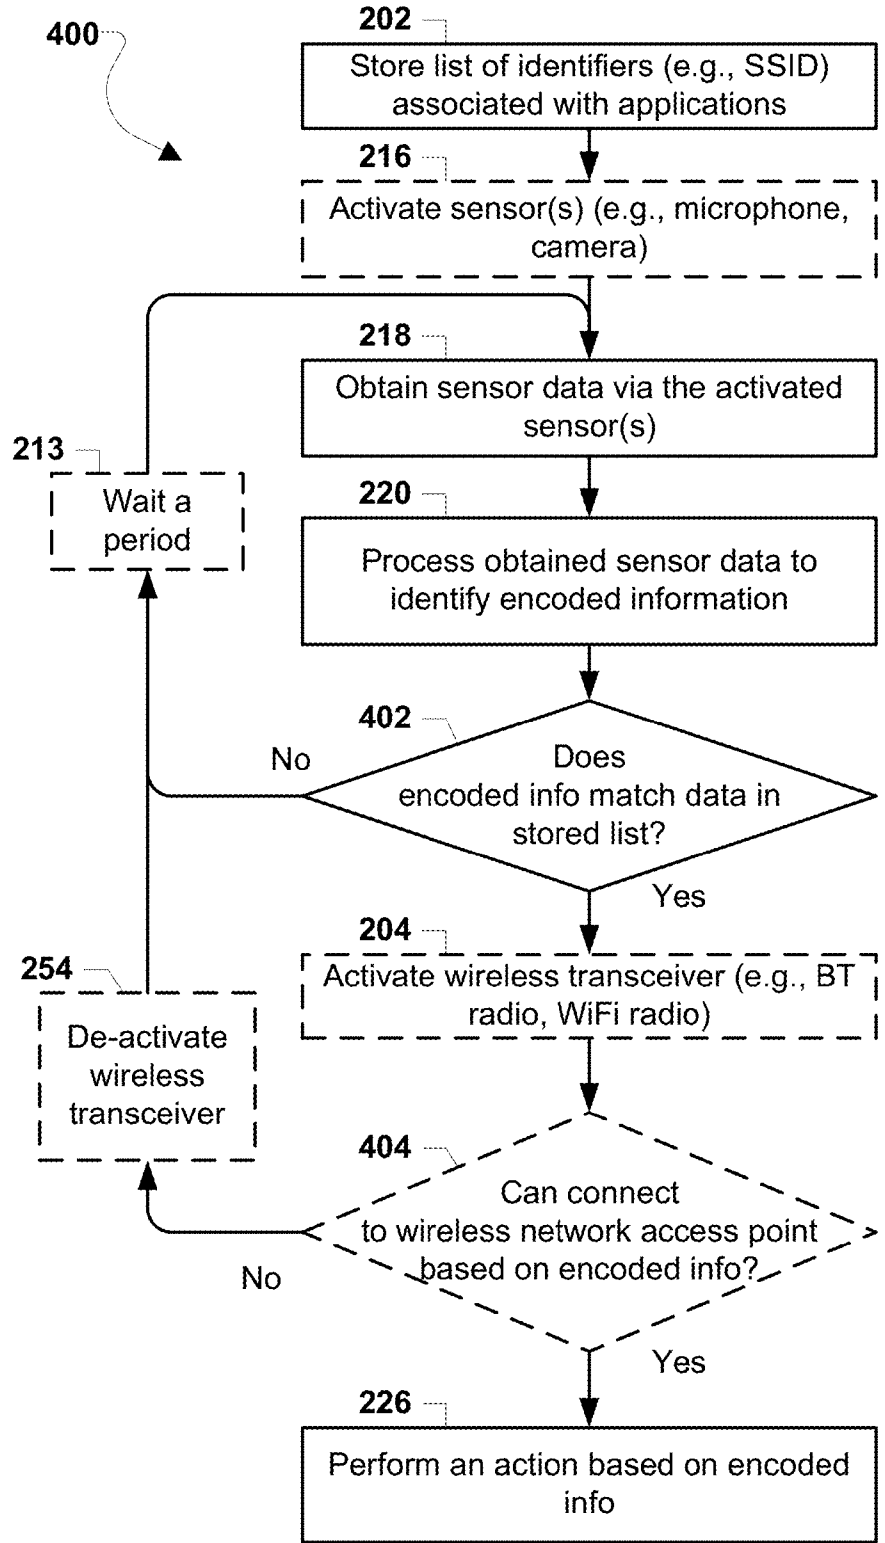 400
202
Store list of identifiers (e.g., SSID)
associated with applications
216
Activate sensor(s) (e.g., microphone,
camera)
218
Obtain sensor data via the activated
sensor(s)
213
Wait a
period
220
Process obtained sensor data to
identify encoded information
402
No
Does
encoded info match data in
stored list?
Yes
204
Activate wireless transceiver (e.g., BT
radio, WiFi radio)
254
De-activate
wireless
transceiver
404
Can connect
to wireless network access point
based on encoded info?
No
Yes
226
Perform an action based on encoded
info